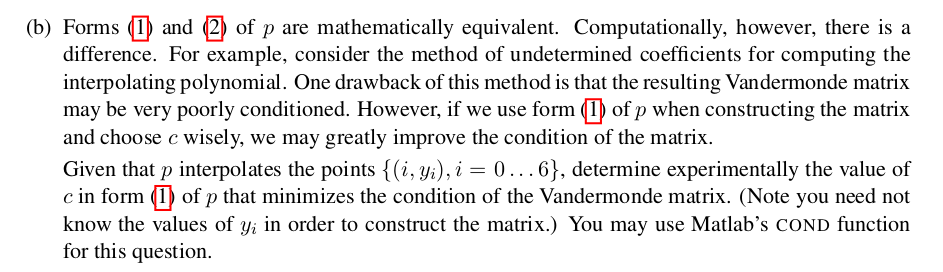 (b) Forms (1) and (2) of p are mathematically equivalent. Computationally, however, there is a
difference. For example, consider the method of undetermined coefficients for computing the
interpolating polynomial. One drawback of this method is that the resulting Vandermonde matrix
may be very poorly conditioned. However, if we use form (1) of p when constructing the matrix
and choose c wisely, we may greatly improve the condition of the matrix.
Given that p interpolates the points {(i, yᵢ), i = 0 . . . 6}, determine experimentally the value of
c in form (1) of p that minimizes the condition of the Vandermonde matrix. (Note you need not
know the values of yᵢ in order to construct the matrix.) You may use Matlab's COND function
for this question.